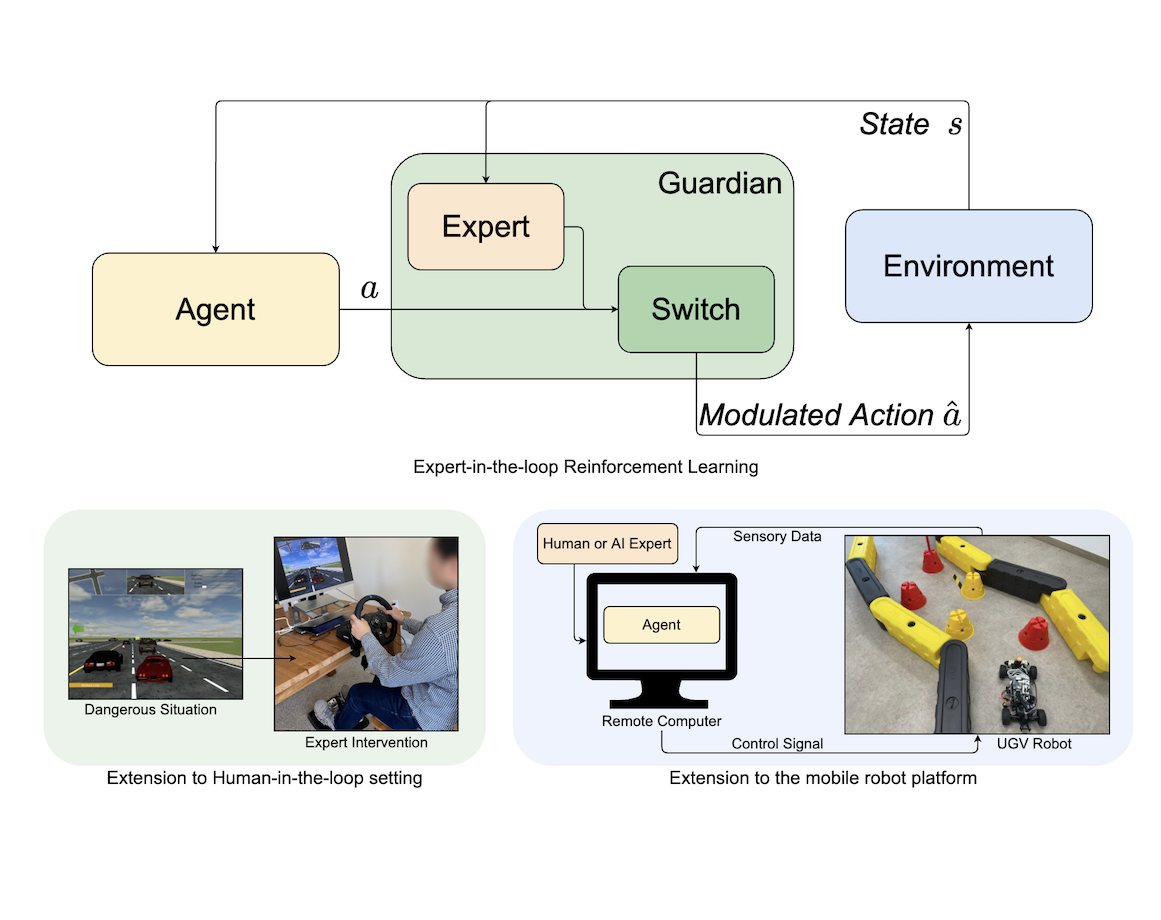 State s
Guardian
Expert
Environment
Agent
a
Switch
Modulated Action â
Expert-in-the-loop Reinforcement Learning
Human or AI Expert
Sensory Data
Agent
Dangerous Situation
Remote Computer
Expert Intervention
Control Signal
UGV Robot
Extension to Human-in-the-loop setting
Extension to the mobile robot platform